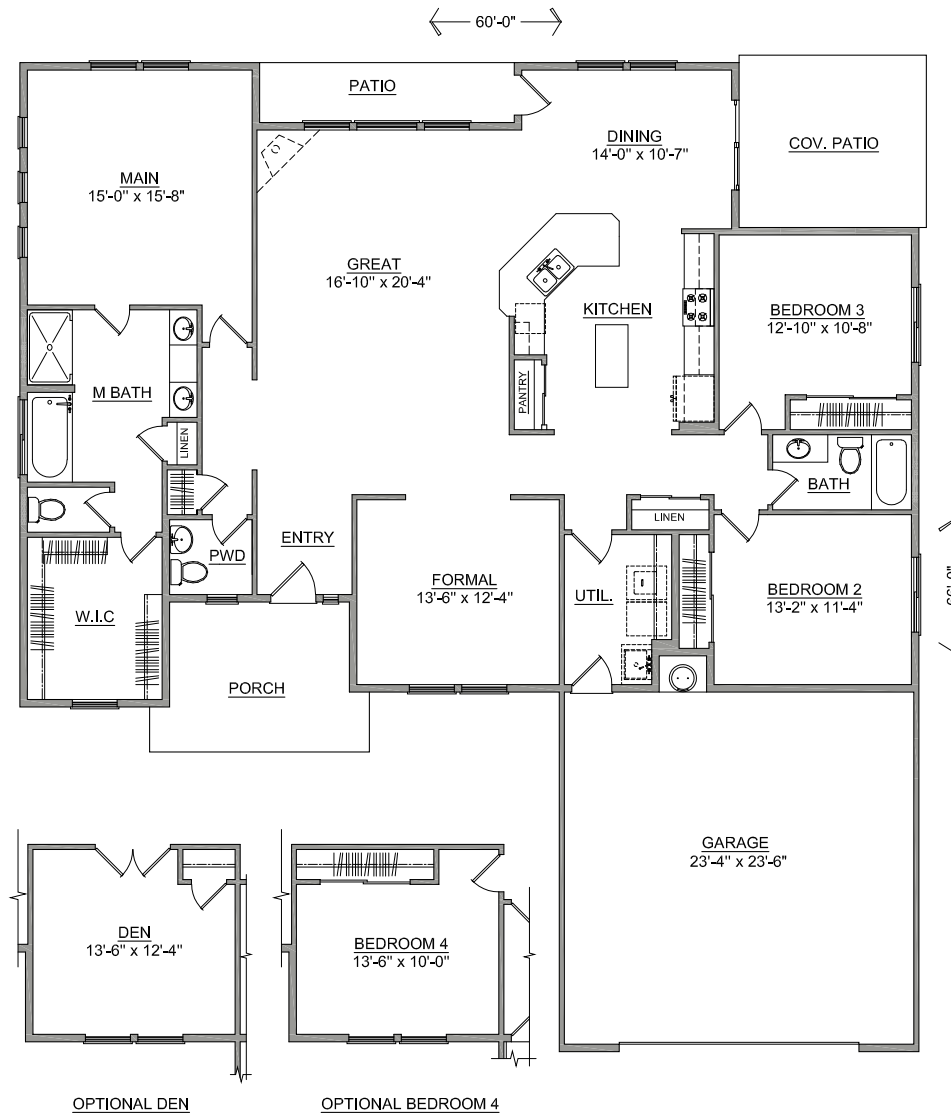 60'-0"
PATIO
DINING
14'-0" x 10'-7"
COV. PATIO
MAIN
15'-0" x 15'-8"
GREAT
16'-10" x 20'-4"
KITCHEN
BEDROOM 3
12'-10" x 10'-8"
M BATH
PANTRY
LINEN
BATH
LINEN
ENTRY
PWD
FORMAL
13'-6" x 12'-4"
UTIL.
BEDROOM 2
13'-2" x 11'-4"
W.I.C
PORCH
GARAGE
23'-4" x 23'-6"
DEN
13'-6" x 12'-4"
BEDROOM 4
13'-6" x 10'-0"
OPTIONAL DEN
OPTIONAL BEDROOM 4